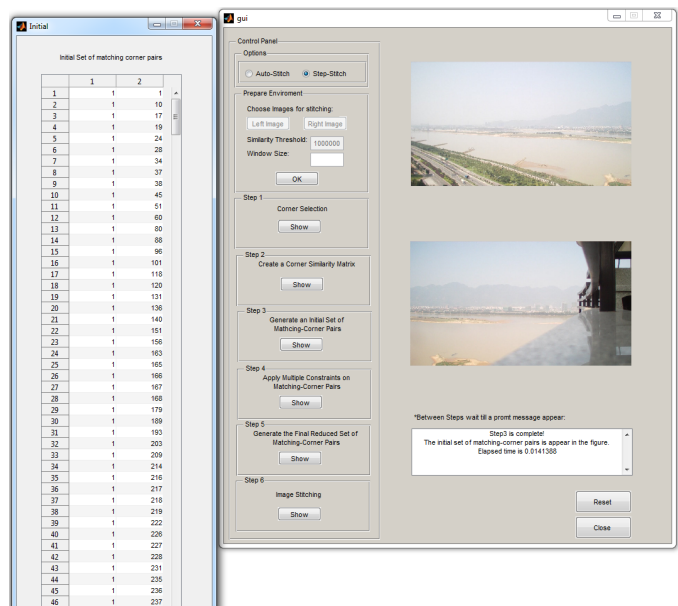 Initial
Initial Set of matching corner pairs
1 2
1 1 1
2 1 10
3 1 17
4 1 19
5 1 24
6 1 28
7 1 34
8 1 37
9 1 38
10 1 45
11 1 51
12 1 60
13 1 80
14 1 88
15 1 96
16 1 101
17 1 118
18 1 120
19 1 131
20 1 136
21 1 140
22 1 151
23 1 156
24 1 163
25 1 165
26 1 166
27 1 167
28 1 168
29 1 179
30 1 189
31 1 193
32 1 203
33 1 209
34 1 214
35 1 216
36 1 217
37 1 218
38 1 219
39 1 222
40 1 226
41 1 227
42 1 228
43 1 231
44 1 235
45 1 236
46 1 237
gui
Control Panel
Options
Auto-Stitch Step-Stitch
Prepare Enviroment
Choose Images for stitching:
Left Image Right Image
Similarity Threshold: 1000000
Window Size:
OK
Step 1
Corner Selection
Show
Step 2
Create a Corner Similarity Matrix
Show
Step 3
Generate an Initial Set of
Mathcing-Corner Pairs
Show
Step 4
Apply Multiple Constraints on
Matching-Corner Pairs
Show
Step 5
Generate the Final Reduced Set of
Matching-Corner Pairs
Show
Step 6
Image Stitching
Show
*Between Steps wait till a promt message appear:
Step3 is complete!
The initial set of matching-corner pairs is appear in the figure.
Elapsed time is 0.0141388
Reset
Close